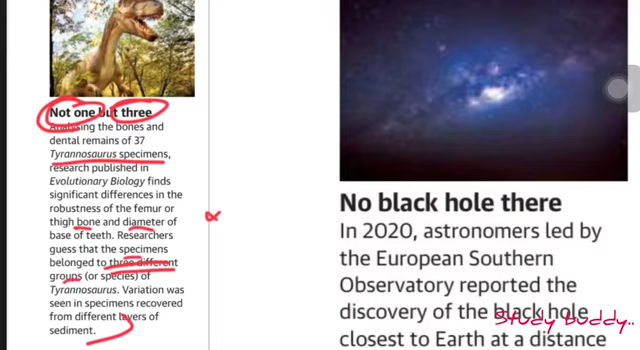 Not one but three
Analysing the bones and
dental remains of 37
Tyrannosaurus specimens,
research published in
Evolutionary Biology finds
significant differences in the
robustness of the femur or
thigh bone and diameter of
base of teeth. Researchers
guess that the specimens
belonged to three different
groups (or species) of
Tyrannosaurus. Variation was
seen in specimens recovered
from different layers of
sediment.
No black hole there
In 2020, astronomers led by
the European Southern
Observatory reported the
discovery of the black hole
closest to Earth at a distance
Study buddy..